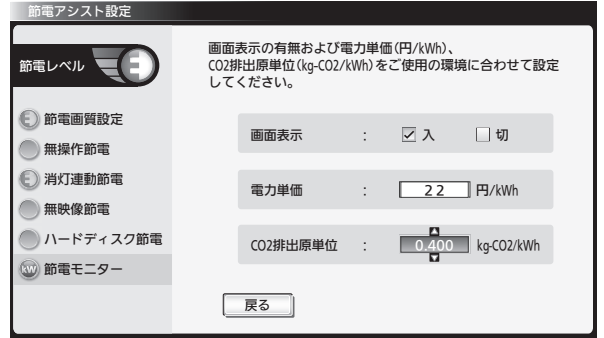 節電アシスト設定
節電レベル
E
画面表示の有無および電力単価(円/kWh)、
CO2排出原単位(kg-CO2/kWh)をご使用の環境に合わせて設定
してください。
E 節電画質設定
無操作節電
E 消灯連動節電
無映像節電
ハードディスク節電
kW 節電モニター
画面表示 : ☑ 入 ☐ 切
電力単価 : 22 円/kWh
CO2排出原単位 : 0.400 kg-CO2/kWh
戻る